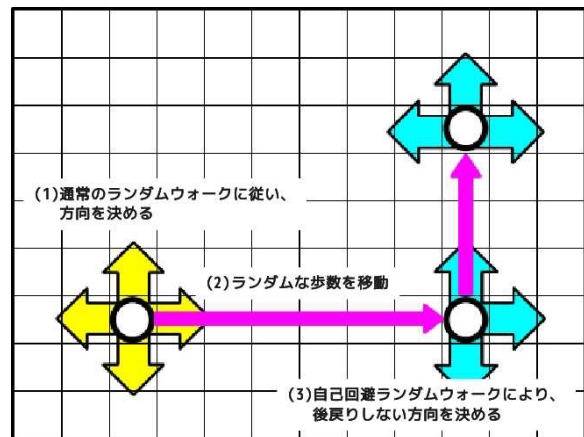 (1)通常のランダムウォークに従い、
方向を決める
(2)ランダムな歩数を移動
(3)自己回避ランダムウォークにより、
後戻りしない方向を決める